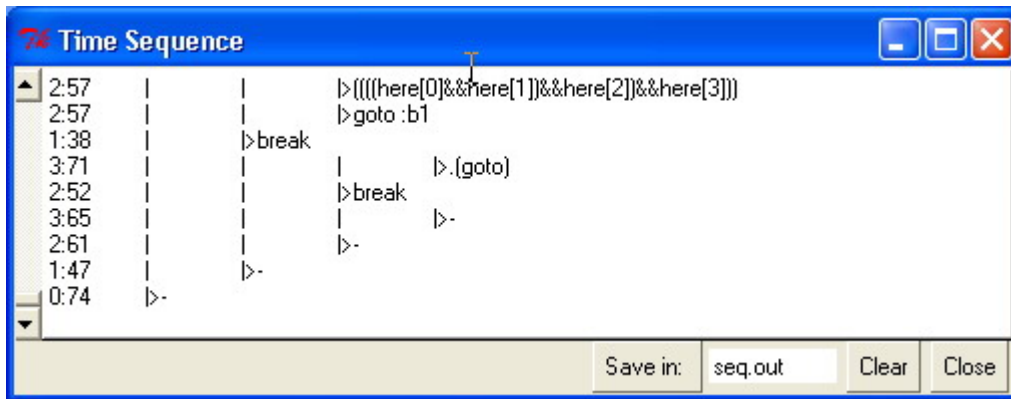 Time Sequence
2:57 | | |>((((here[0]&&here[1])&&here[2])&&here[3]))
2:57 | | |>goto :b1
1:38 | |>break
3:71 | | | |>.(goto)
2:52 | | |>break
3:65 | | | |>-
2:61 | | |>-
1:47 | |>-
0:74 |>-
Save in: seq.out Clear Close